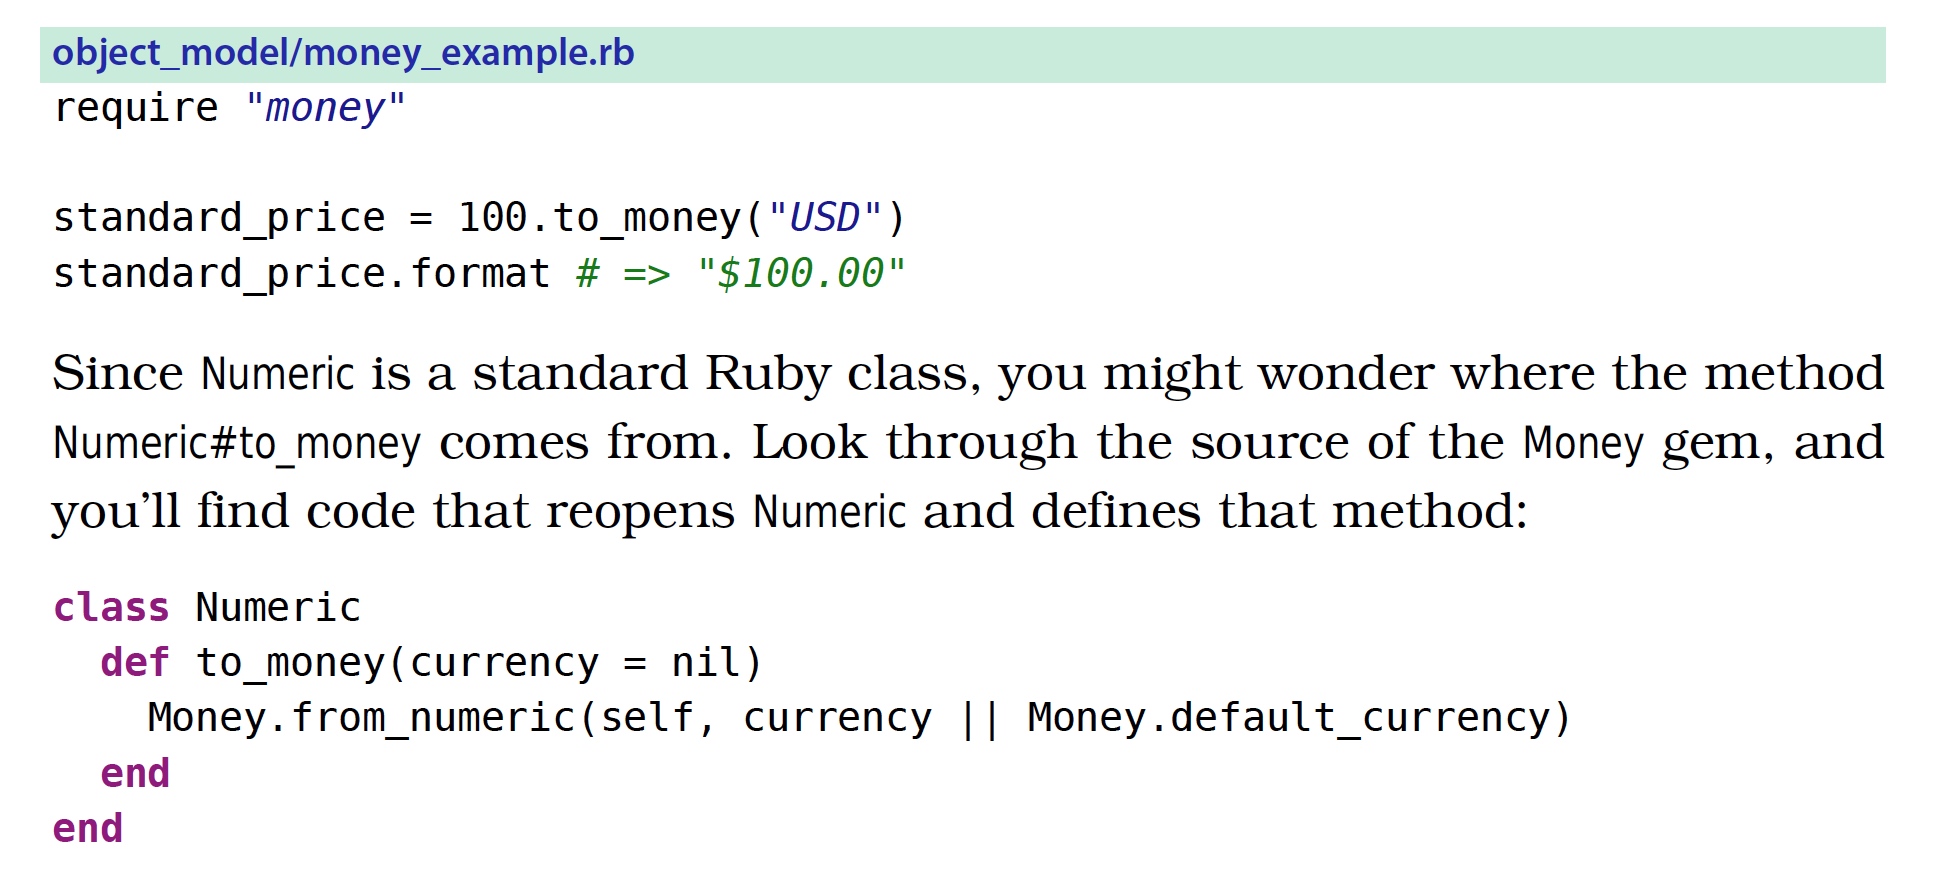 object_model/money_example.rb
require "money"
standard_price = 100.to_money("USD")
standard_price.format # => "$100.00"
Since Numeric is a standard Ruby class, you might wonder where the method
Numeric#to_money comes from. Look through the source of the Money gem, and
you’ll find code that reopens Numeric and defines that method:
class Numeric
  def to_money(currency = nil)
    Money.from_numeric(self, currency || Money.default_currency)
  end
end